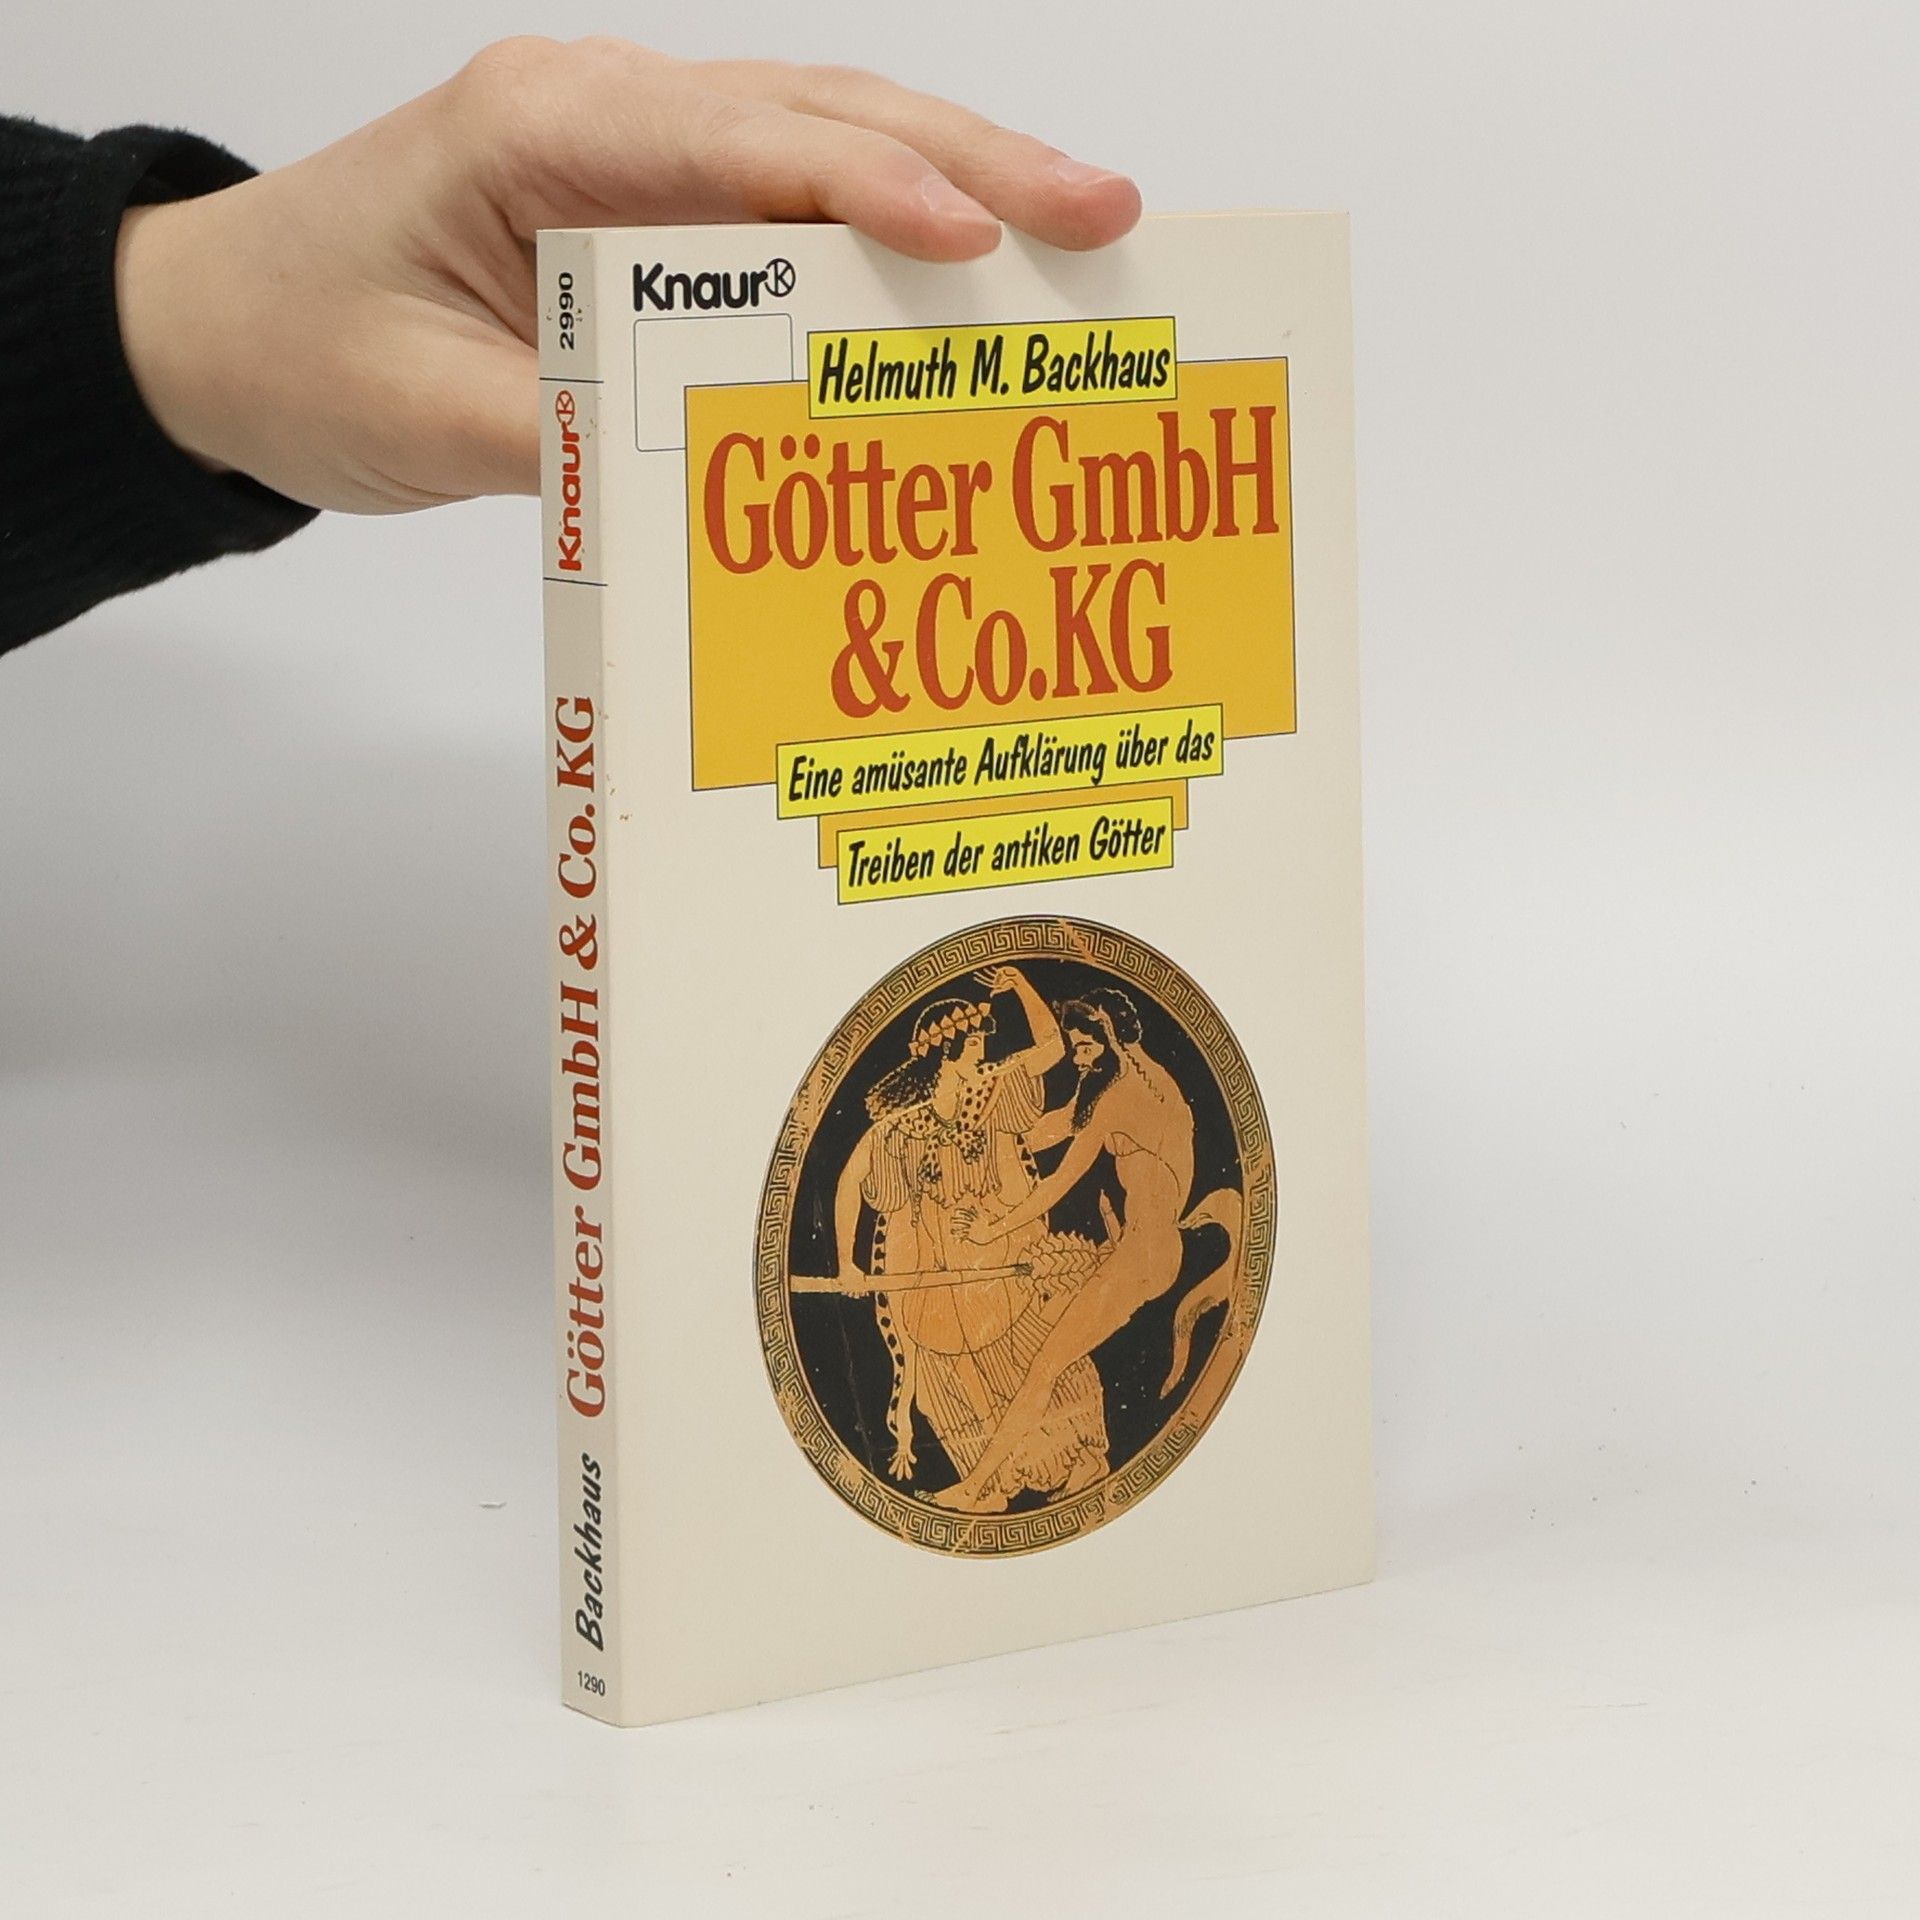 Knaur
Helmuth M. Backhaus
Götter GmbH
& Co. KG
Eine amüsante Aufklärung über das
Treiben der antiken Götter
2990
Knaur
Backhaus Götter GmbH & Co. KG
1290